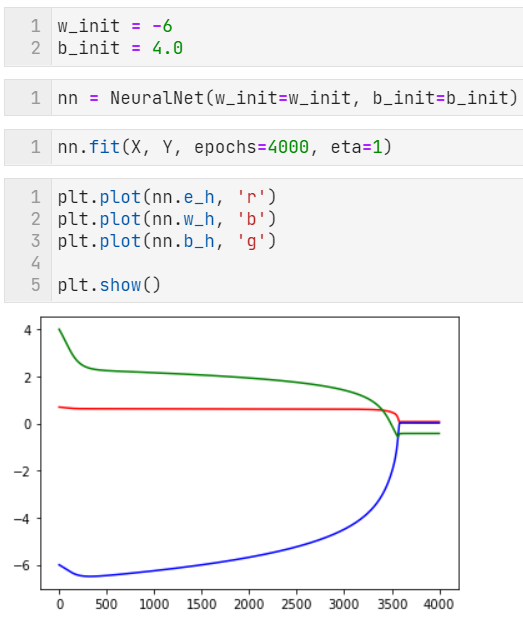 1 w_init = -6
2 b_init = 4.0
1 nn = NeuralNet(w_init=w_init, b_init=b_init)
1 nn.fit(X, Y, epochs=4000, eta=1)
1 plt.plot(nn.e_h, 'r')
2 plt.plot(nn.w_h, 'b')
3 plt.plot(nn.b_h, 'g')
4
5 plt.show()
4
2
0
−2
−4
−6
0 500 1000 1500 2000 2500 3000 3500 4000